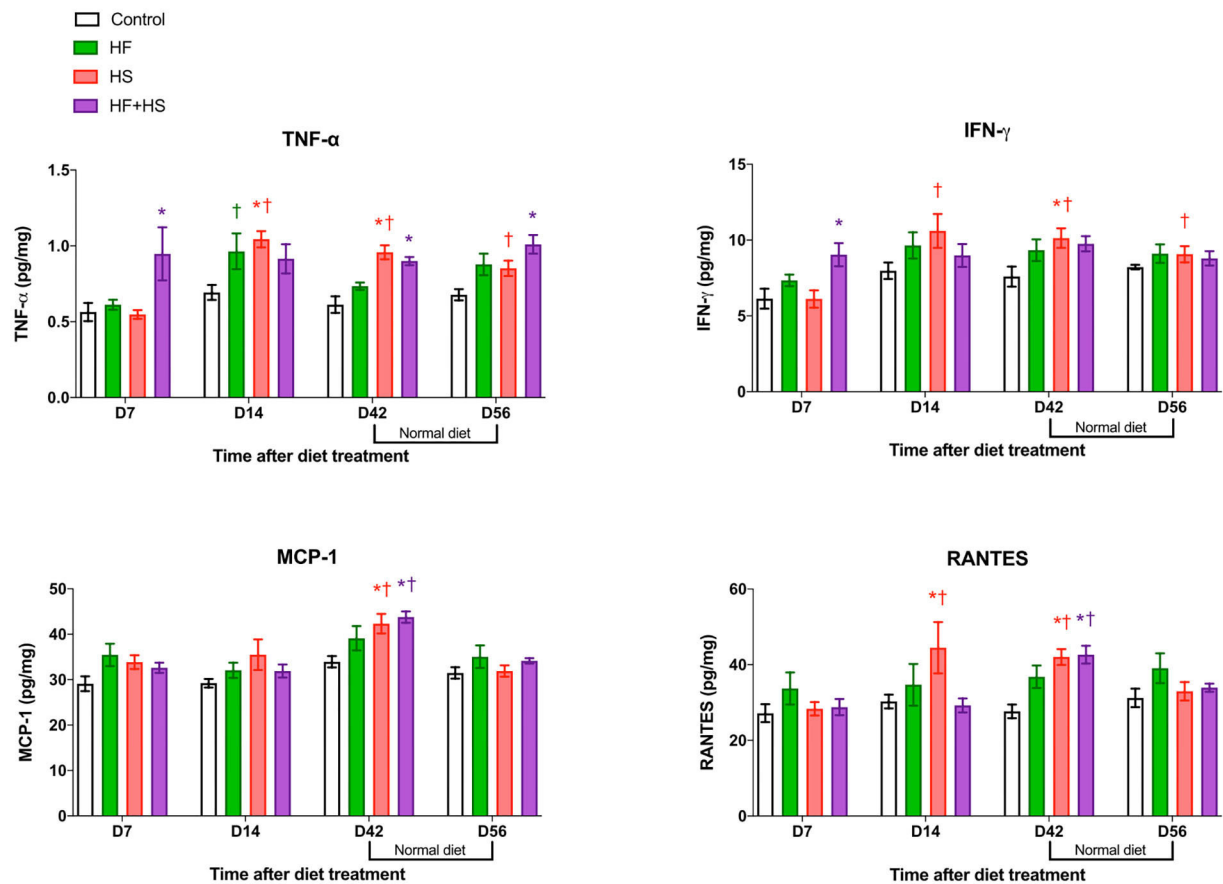 Control
HF
HS
HF+HS
TNF-α
TNF-α (pg/mg)
1.5
1.0
0.5
0.0
*
†
*†
*†
*
†
*
D7 D14 D42 D56
Normal diet
Time after diet treatment
IFN-γ
IFN-γ (pg/mg)
15
10
5
0
*
†
*†
†
D7 D14 D42 D56
Normal diet
Time after diet treatment
MCP-1
MCP-1 (pg/mg)
50
40
30
20
10
0
*†
*†
D7 D14 D42 D56
Normal diet
Time after diet treatment
RANTES
RANTES (pg/mg)
60
40
20
0
*†
*†
*†
D7 D14 D42 D56
Normal diet
Time after diet treatment